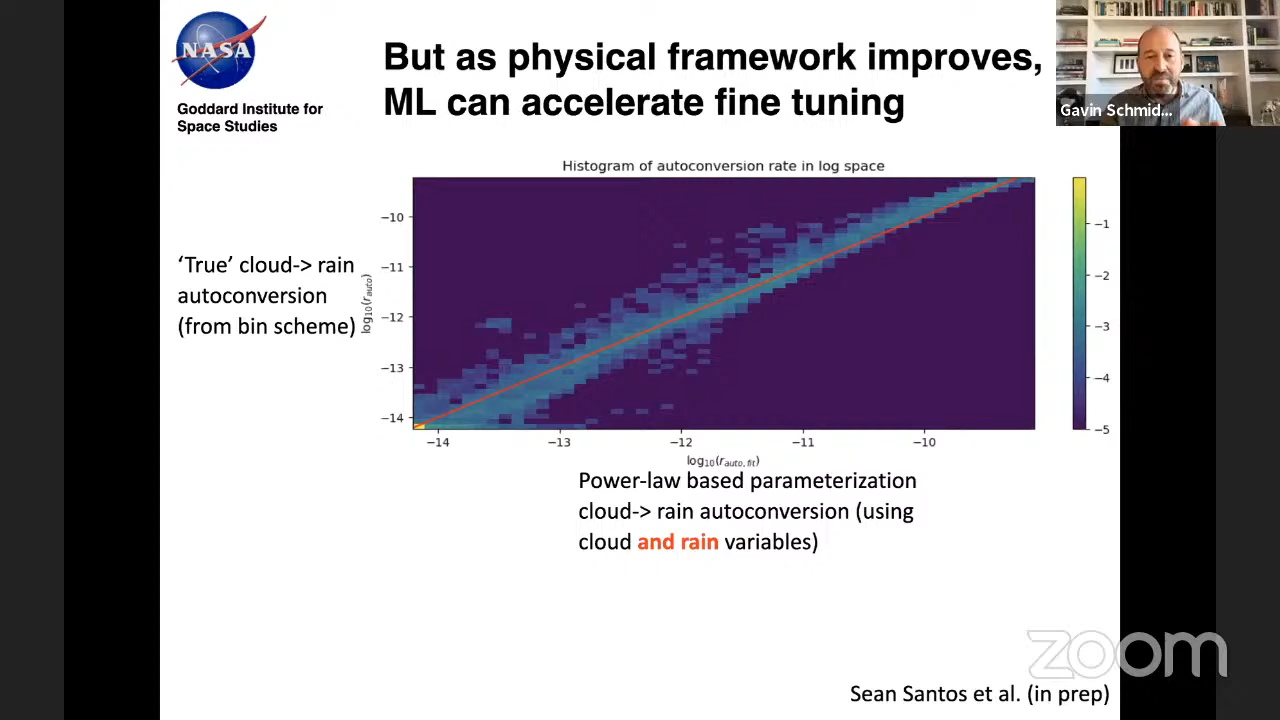 NASA
Goddard Institute for
Space Studies
But as physical framework improves,
ML can accelerate fine tuning
Gavin Schmid...
Histogram of autoconversion rate in log space
‘True’ cloud-> rain
autoconversion
(from bin scheme)
log10(rauto)
−10
−11
−12
−13
−14
−14
−13
−12
−11
−10
log10(rauto, fit)
−1
−2
−3
−4
−5
Power-law based parameterization
cloud-> rain autoconversion (using
cloud and rain variables)
zoom
Sean Santos et al. (in prep)